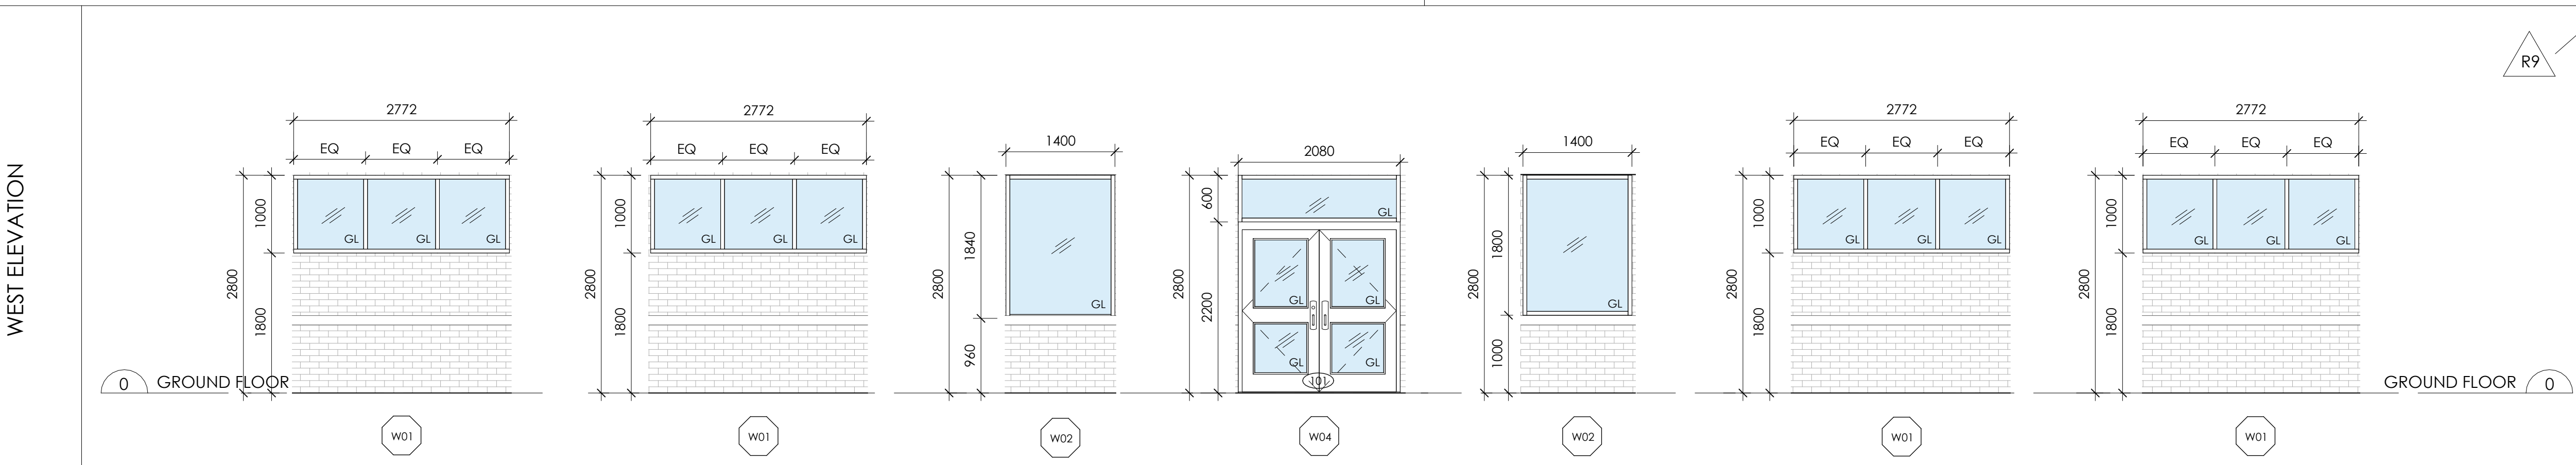 WEST ELEVATION
R9
2772
EQ EQ EQ
1000
2800
1800
GL GL GL
0 GROUND FLOOR
W01
2772
EQ EQ EQ
1000
2800
1800
GL GL GL
W01
1400
1840
2800
960
GL
W02
2080
600
2800
2200
GL
GL GL
GL GL
W04
1400
1800
2800
1000
GL
W02
2772
EQ EQ EQ
1000
2800
1800
GL GL GL
W01
2772
EQ EQ EQ
1000
2800
1800
GL GL GL
W01
GROUND FLOOR 0